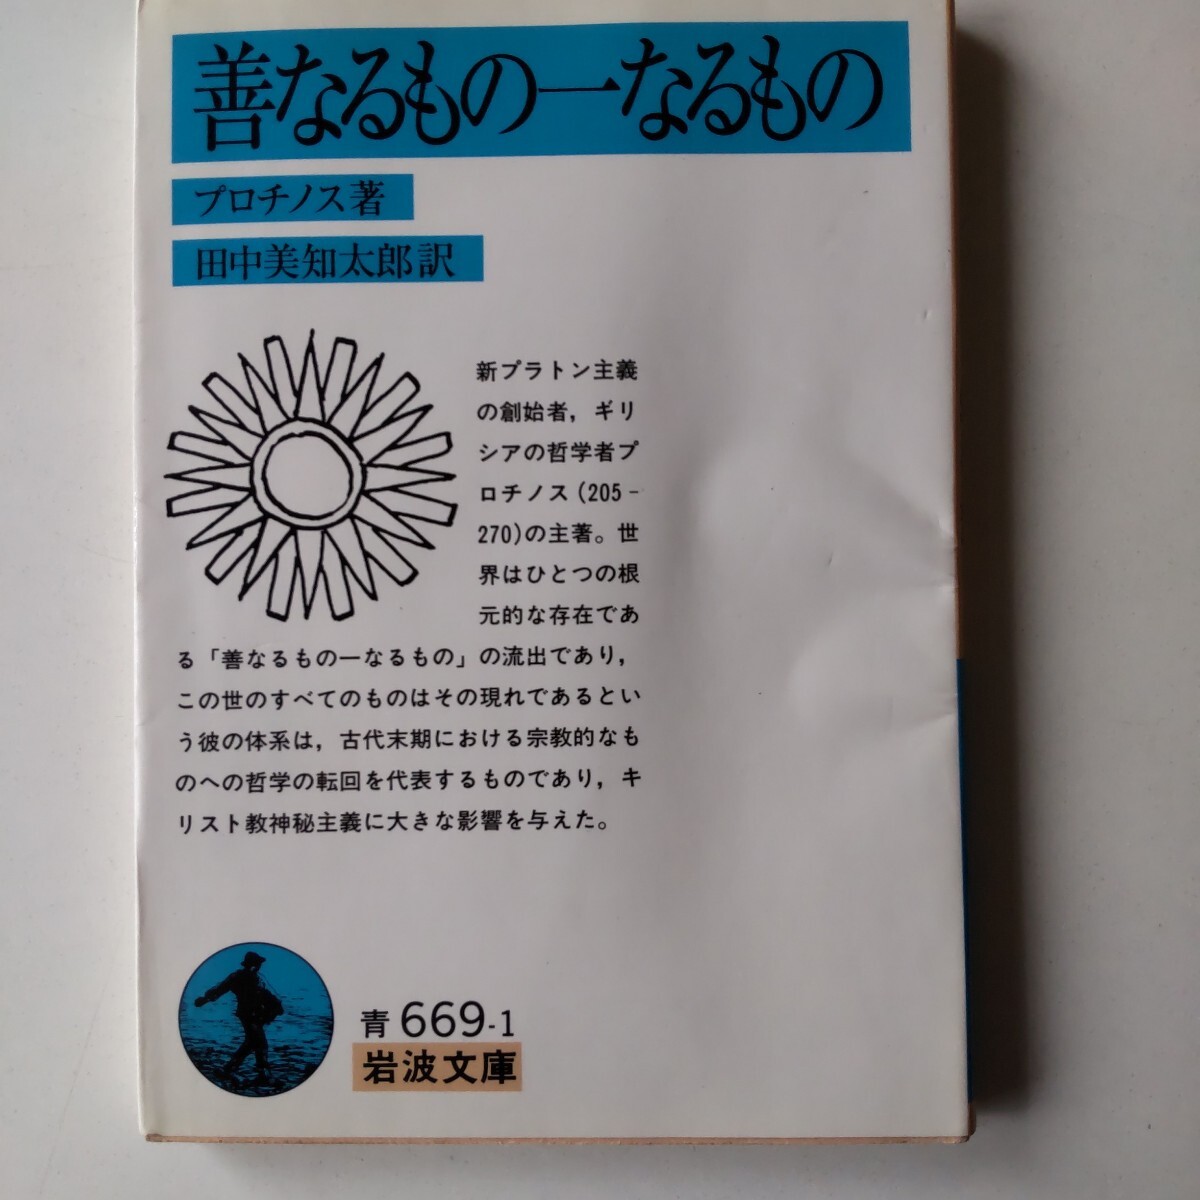 善なるもの一なるもの
プロチノス著
田中美知太郎訳
新プラトン主義
の創始者，ギリ
シアの哲学者プ
ロチノス(205-
270)の主著。世
界はひとつの根
元的な存在であ
る「善なるもの一なるもの」の流出であり，
この世のすべてのものはその現れであるとい
う彼の体系は，古代末期における宗教的なも
のへの哲学の転回を代表するものであり，キ
リスト教神秘主義に大きな影響を与えた。
青 669-1
岩波文庫